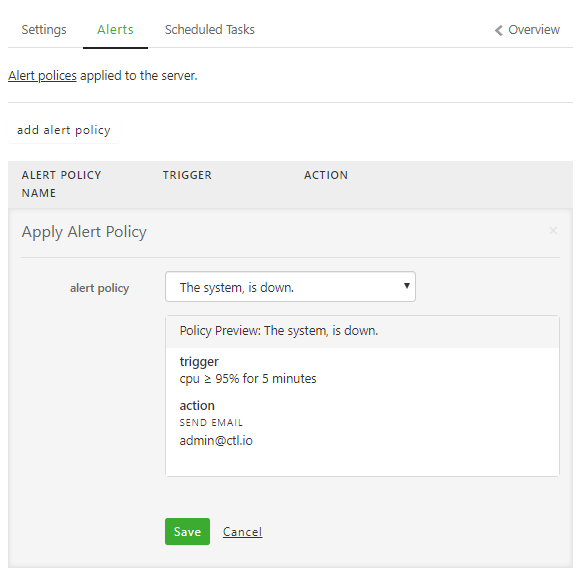 Settings Alerts Scheduled Tasks Overview
Alert polices applied to the server.
add alert policy
ALERT POLICY NAME TRIGGER ACTION
Apply Alert Policy ×
alert policy The system, is down.
Policy Preview: The system, is down.
trigger
cpu ≥ 95% for 5 minutes
action
SEND EMAIL
admin@ctl.io
Save Cancel